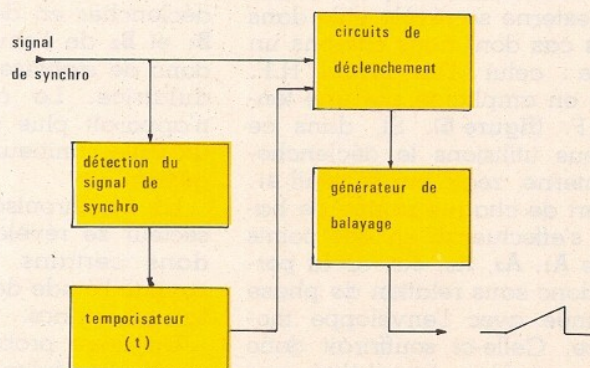 signal
de synchro
circuits de
déclenchement
détection du
signal de
synchro
générateur de
balayage
temporisateur
(t)